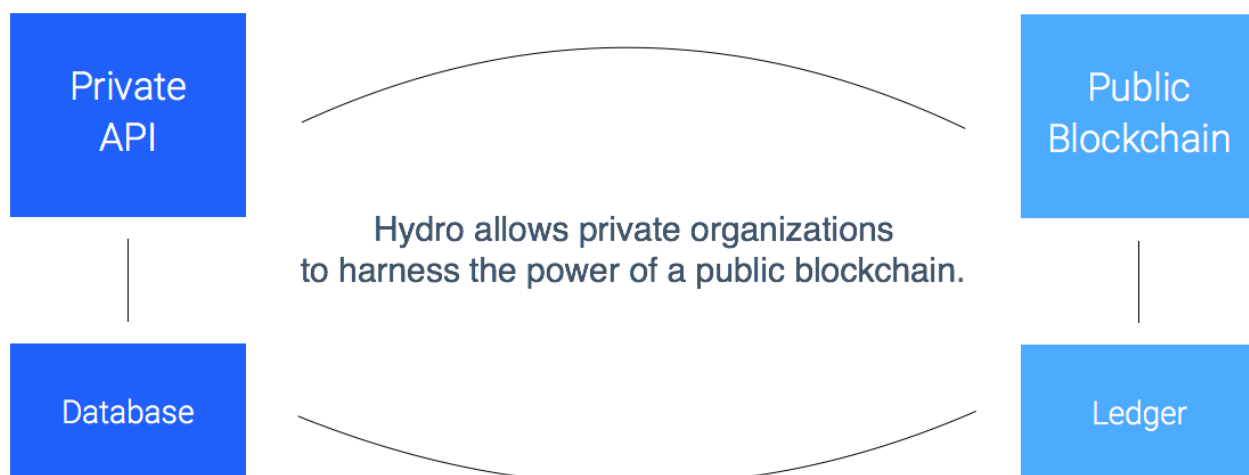 Private
API
Public
Blockchain
Hydro allows private organizations
to harness the power of a public blockchain.
Database
Ledger